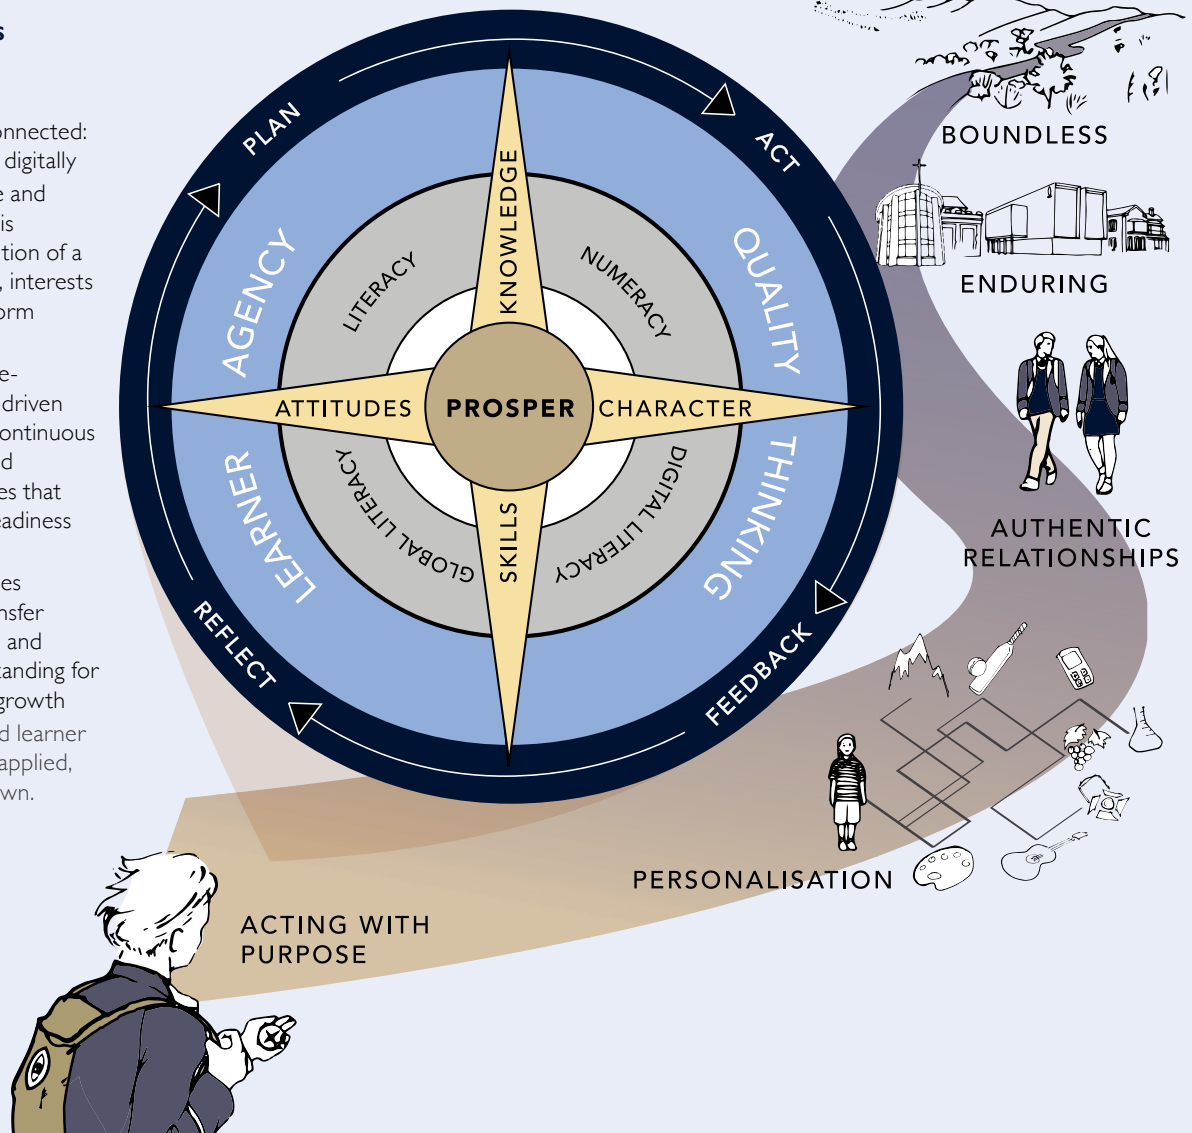 s
onnected:
digitally
e and
is
tion of a
, interests
orm
e-
-driven
ontinuous
d
es that
eadiness
es
nsfer
and
tanding for
growth
d learner
applied,
wn.
PLAN
ACT
FEEDBACK
REFLECT
LEARNER AGENCY
QUALITY THINKING
LITERACY
NUMERACY
DIGITAL LITERACY
GLOBAL LITERACY
KNOWLEDGE
ATTITUDES
PROSPER
CHARACTER
SKILLS
BOUNDLESS
ENDURING
AUTHENTIC
RELATIONSHIPS
PERSONALISATION
ACTING WITH
PURPOSE